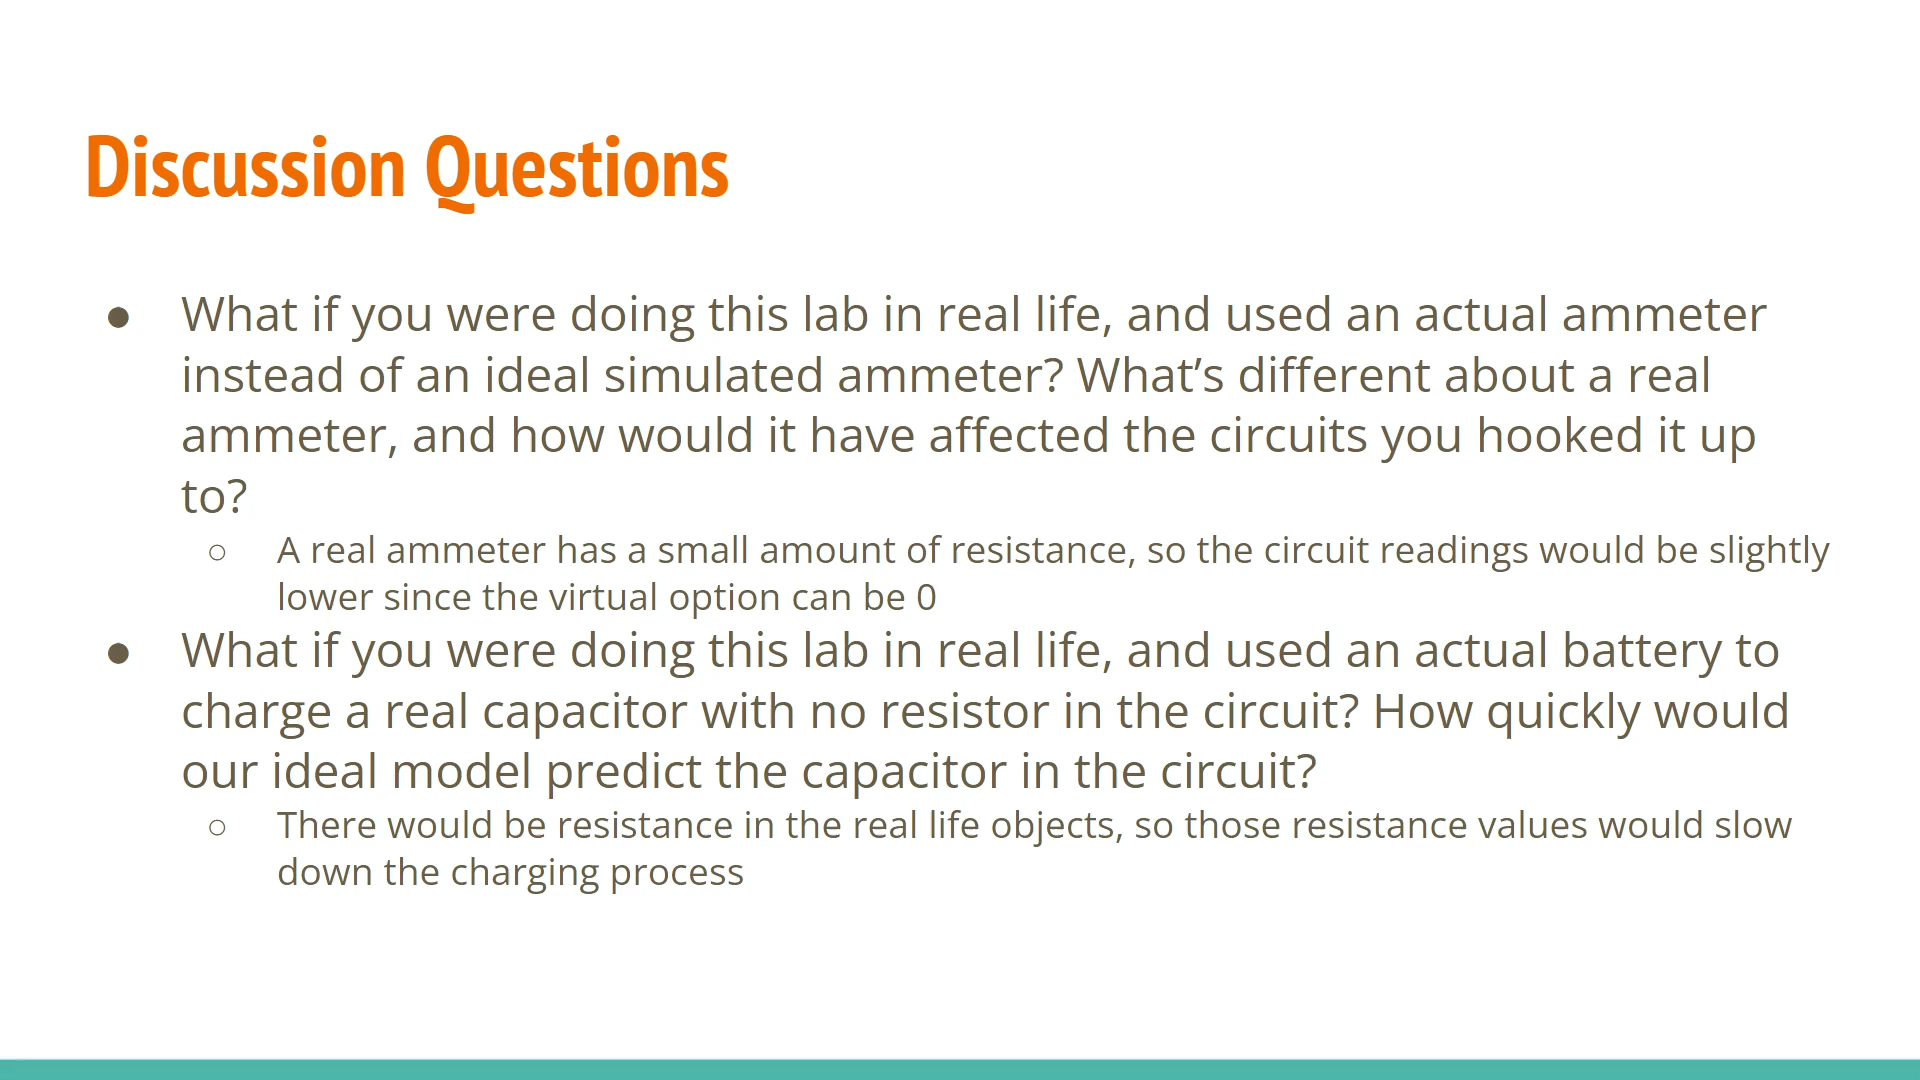 Discussion Questions
● What if you were doing this lab in real life, and used an actual ammeter
instead of an ideal simulated ammeter? What’s different about a real
ammeter, and how would it have affected the circuits you hooked it up
to?
○ A real ammeter has a small amount of resistance, so the circuit readings would be slightly
lower since the virtual option can be 0
● What if you were doing this lab in real life, and used an actual battery to
charge a real capacitor with no resistor in the circuit? How quickly would
our ideal model predict the capacitor in the circuit?
○ There would be resistance in the real life objects, so those resistance values would slow
down the charging process